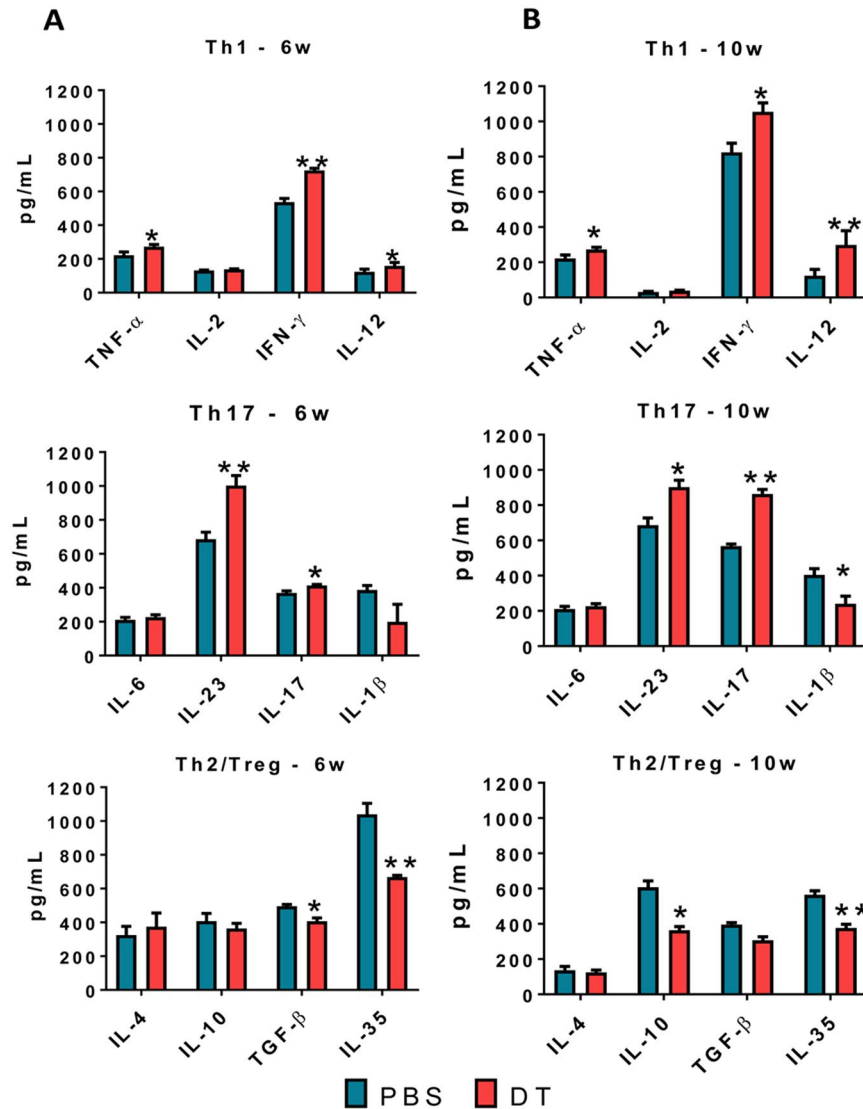 A
B
Th1 - 6w
Th1 - 10w
pg/mL
1200
1000
800
600
400
200
0
*
**
*
TNF-α IL-2 IFN-γ IL-12
pg/mL
1200
1000
800
600
400
200
0
*
*
**
TNF-α IL-2 IFN-γ IL-12
Th17 - 6w
Th17 - 10w
pg/mL
1200
1000
800
600
400
200
0
**
*
IL-6 IL-23 IL-17 IL-1β
pg/mL
1200
1000
800
600
400
200
0
*
**
*
IL-6 IL-23 IL-17 IL-1β
Th2/Treg - 6w
Th2/Treg - 10w
pg/mL
1200
1000
800
600
400
200
0
*
**
IL-4 IL-10 TGF-β IL-35
pg/mL
1200
1000
800
600
400
200
0
*
**
IL-4 IL-10 TGF-β IL-35
PBS DT